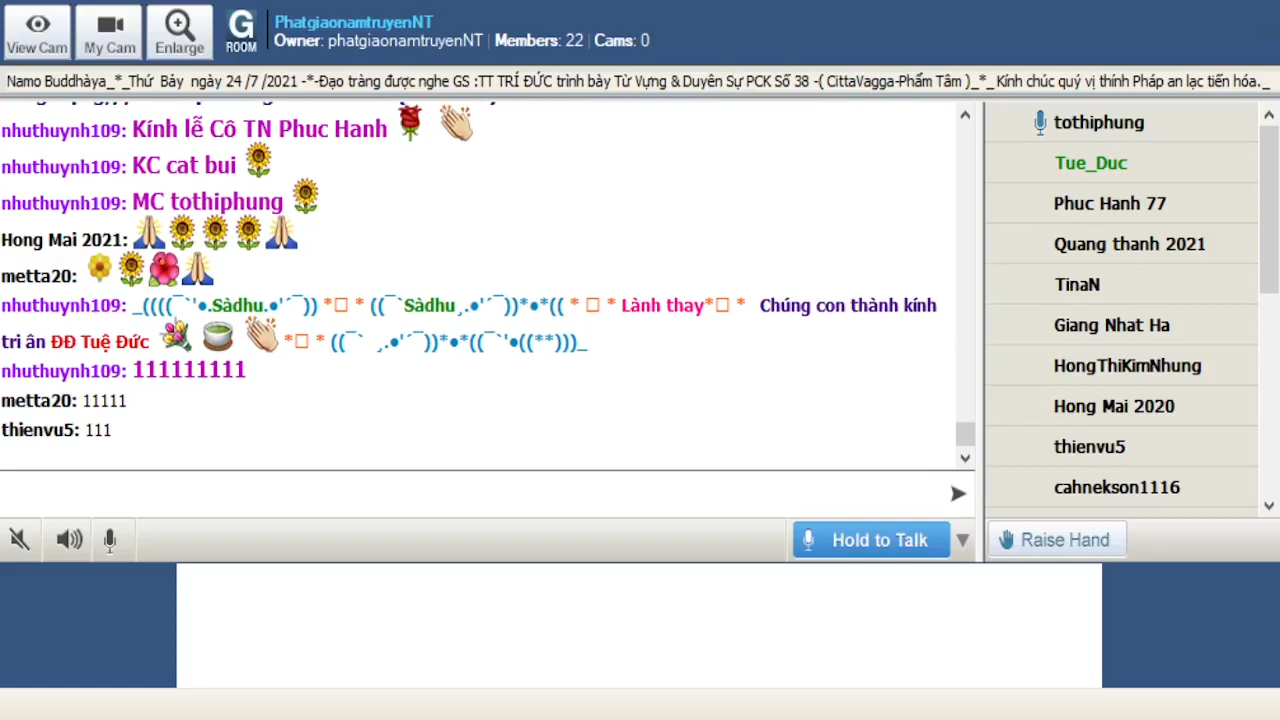 View Cam
My Cam
Enlarge
G
ROOM
PhatgiaonamtruyenNT
Owner: phatgiaonamtruyenNT | Members: 22 | Cams: 0
Namo Buddhàya_*_Thứ Bảy ngày 24 /7 /2021 -*-Đạo tràng được nghe GS :TT TRÍ ĐỨC trình bày Từ Vựng & Duyên Sự PCK Số 38 -( CittaVagga-Phẩm Tâm )_*_Kính chúc quý vị thính Pháp an lạc tiến hóa._
nhuthuynh109: Kính lễ Cô TN Phuc Hanh
nhuthuynh109: KC cat bui
nhuthuynh109: MC tothiphung
Hong Mai 2021:
metta20:
nhuthuynh109: _((((¯`'•.Sàdhu.•'´¯)) *□ * ((¯`Sàdhu¸.•'´¯))*•*(( * □ * Lành thay*□ * Chúng con thành kính
tri ân ĐĐ Tuệ Đức *□ * ((¯` ¸.•'´¯))*•*((¯`'•((**)))_
nhuthuynh109: 111111111
metta20: 11111
thienvu5: 111
tothiphung
Tue_Duc
Phuc Hanh 77
Quang thanh 2021
TinaN
Giang Nhat Ha
HongThiKimNhung
Hong Mai 2020
thienvu5
cahnekson1116
Hold to Talk
Raise Hand